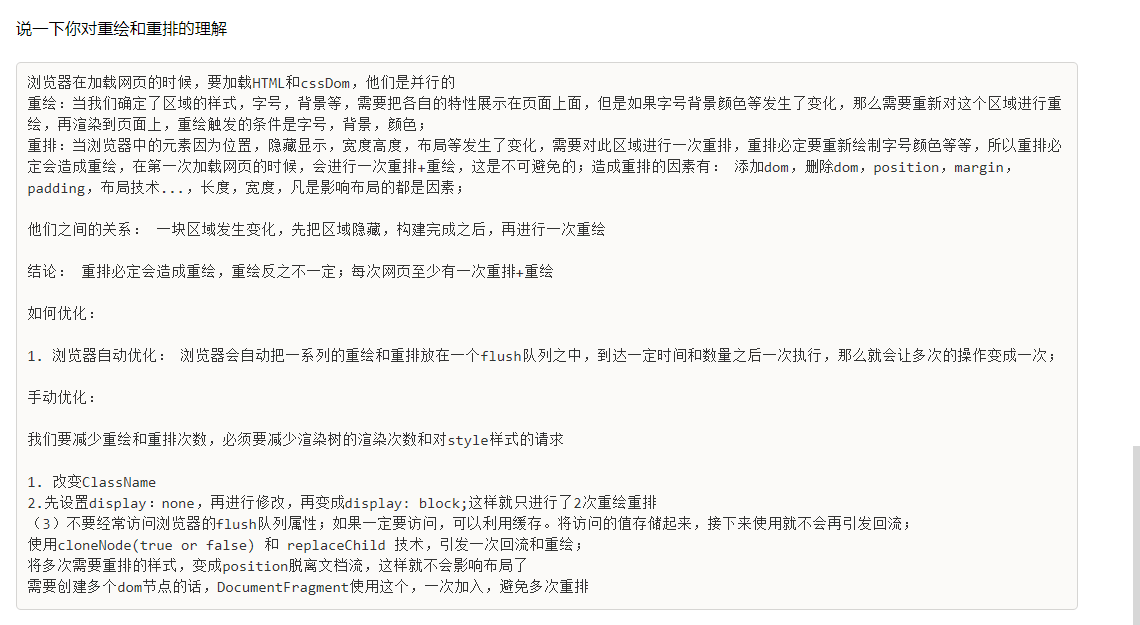 说一下你对重绘和重排的理解
浏览器在加载网页的时候，要加载HTML和cssDom，他们是并行的
重绘：当我们确定了区域的样式，字号，背景等，需要把各自的特性展示在页面上面，但是如果字号背景颜色等发生了变化，那么需要重新对这个区域进行重
绘，再渲染到页面上，重绘触发的条件是字号，背景，颜色；
重排：当浏览器中的元素因为位置，隐藏显示，宽度高度，布局等发生了变化，需要对此区域进行一次重排，重排必定要重新绘制字号颜色等等，所以重排必
定会造成重绘，在第一次加载网页的时候，会进行一次重排+重绘，这是不可避免的；造成重排的因素有： 添加dom，删除dom，position，margin，
padding，布局技术...，长度，宽度，凡是影响布局的都是因素；
他们之间的关系： 一块区域发生变化，先把区域隐藏，构建完成之后，再进行一次重绘
结论： 重排必定会造成重绘，重绘反之不一定；每次网页至少有一次重排+重绘
如何优化：
1. 浏览器自动优化： 浏览器会自动把一系列的重绘和重排放在一个flush队列之中，到达一定时间和数量之后一次执行，那么就会让多次的操作变成一次；
手动优化：
我们要减少重绘和重排次数，必须要减少渲染树的渲染次数和对style样式的请求
1. 改变ClassName
2.先设置display：none，再进行修改，再变成display: block;这样就只进行了2次重绘重排
（3）不要经常访问浏览器的flush队列属性；如果一定要访问，可以利用缓存。将访问的值存储起来，接下来使用就不会再引发回流；
使用cloneNode(true or false) 和 replaceChild 技术，引发一次回流和重绘；
将多次需要重排的样式，变成position脱离文档流，这样就不会影响布局了
需要创建多个dom节点的话，DocumentFragment使用这个，一次加入，避免多次重排